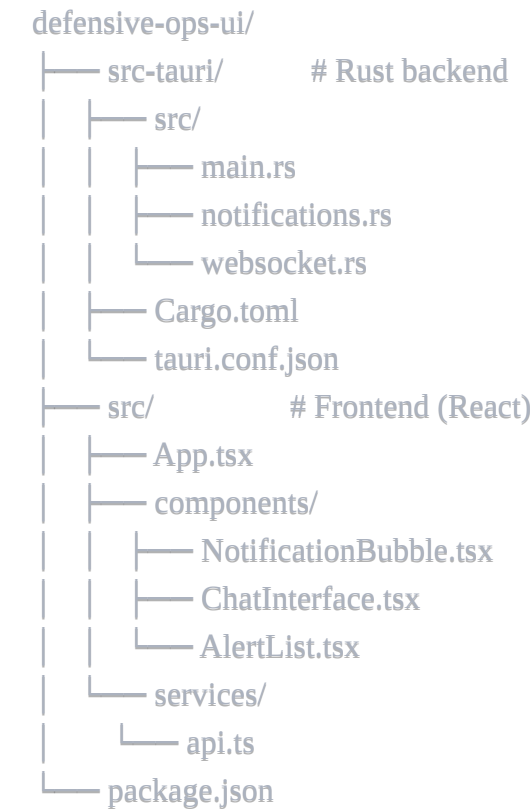 defensive-ops-ui/
├── src-tauri/ # Rust backend
│ ├── src/
│ │ ├── main.rs
│ │ ├── notifications.rs
│ │ └── websocket.rs
│ ├── Cargo.toml
│ └── tauri.conf.json
├── src/ # Frontend (React)
│ ├── App.tsx
│ ├── components/
│ │ ├── NotificationBubble.tsx
│ │ ├── ChatInterface.tsx
│ │ └── AlertList.tsx
│ └── services/
│ └── api.ts
└── package.json